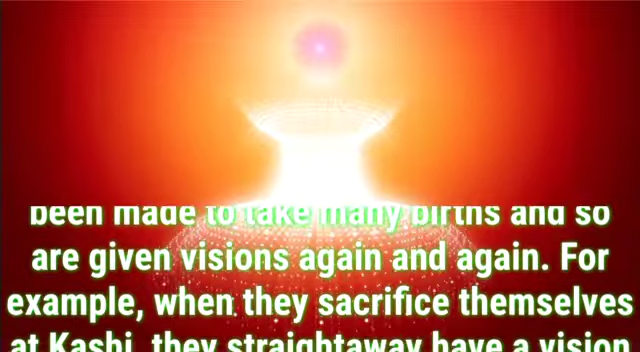 been made to take many births and so
are given visions again and again. For
example, when they sacrifice themselves
at Kashi, they straightaway have a vision